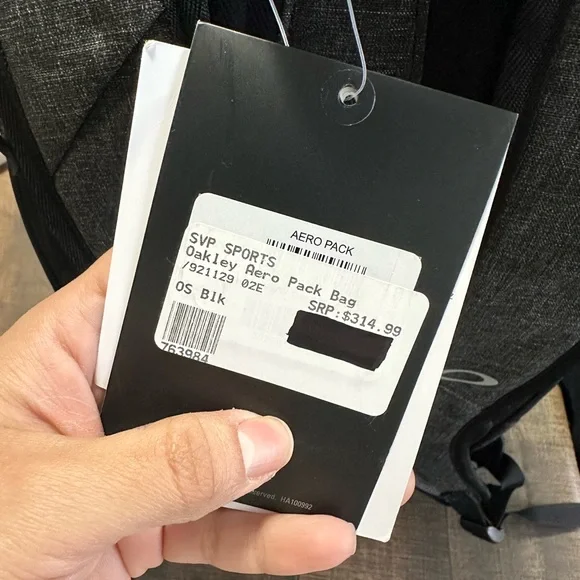 AERO PACK
SVP SPORTS
Oakley Aero Pack Bag
/921129 02E
SRP:$314.99
OS Blk
763984
HA100992